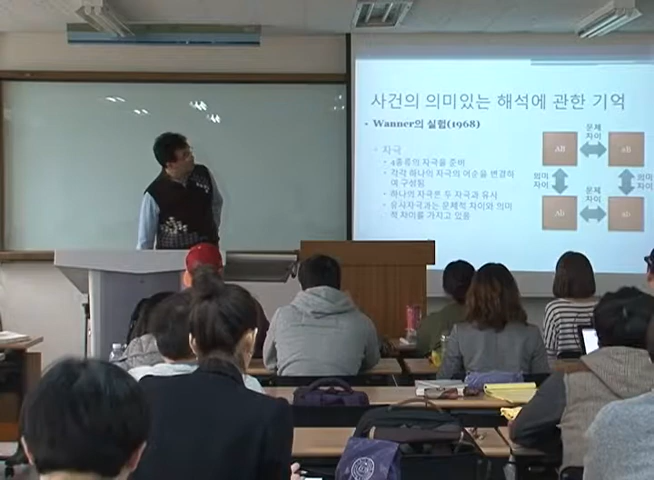 사건의 의미있는 해석에 관한 기억
• Wanner의 실험(1968)
• 자극
• 4종류의 자극을 준비
• 각각 하나의 자극의 어순을 변경하
여 구성됨
• 하나의 자극은 두 자극과 유사
• 유사자극과는 문체적 차이와 의미
적 차이를 가지고 있음
문체
차이
AB
aB
의미
차이
의미
차이
문체
차이
Ab
ab